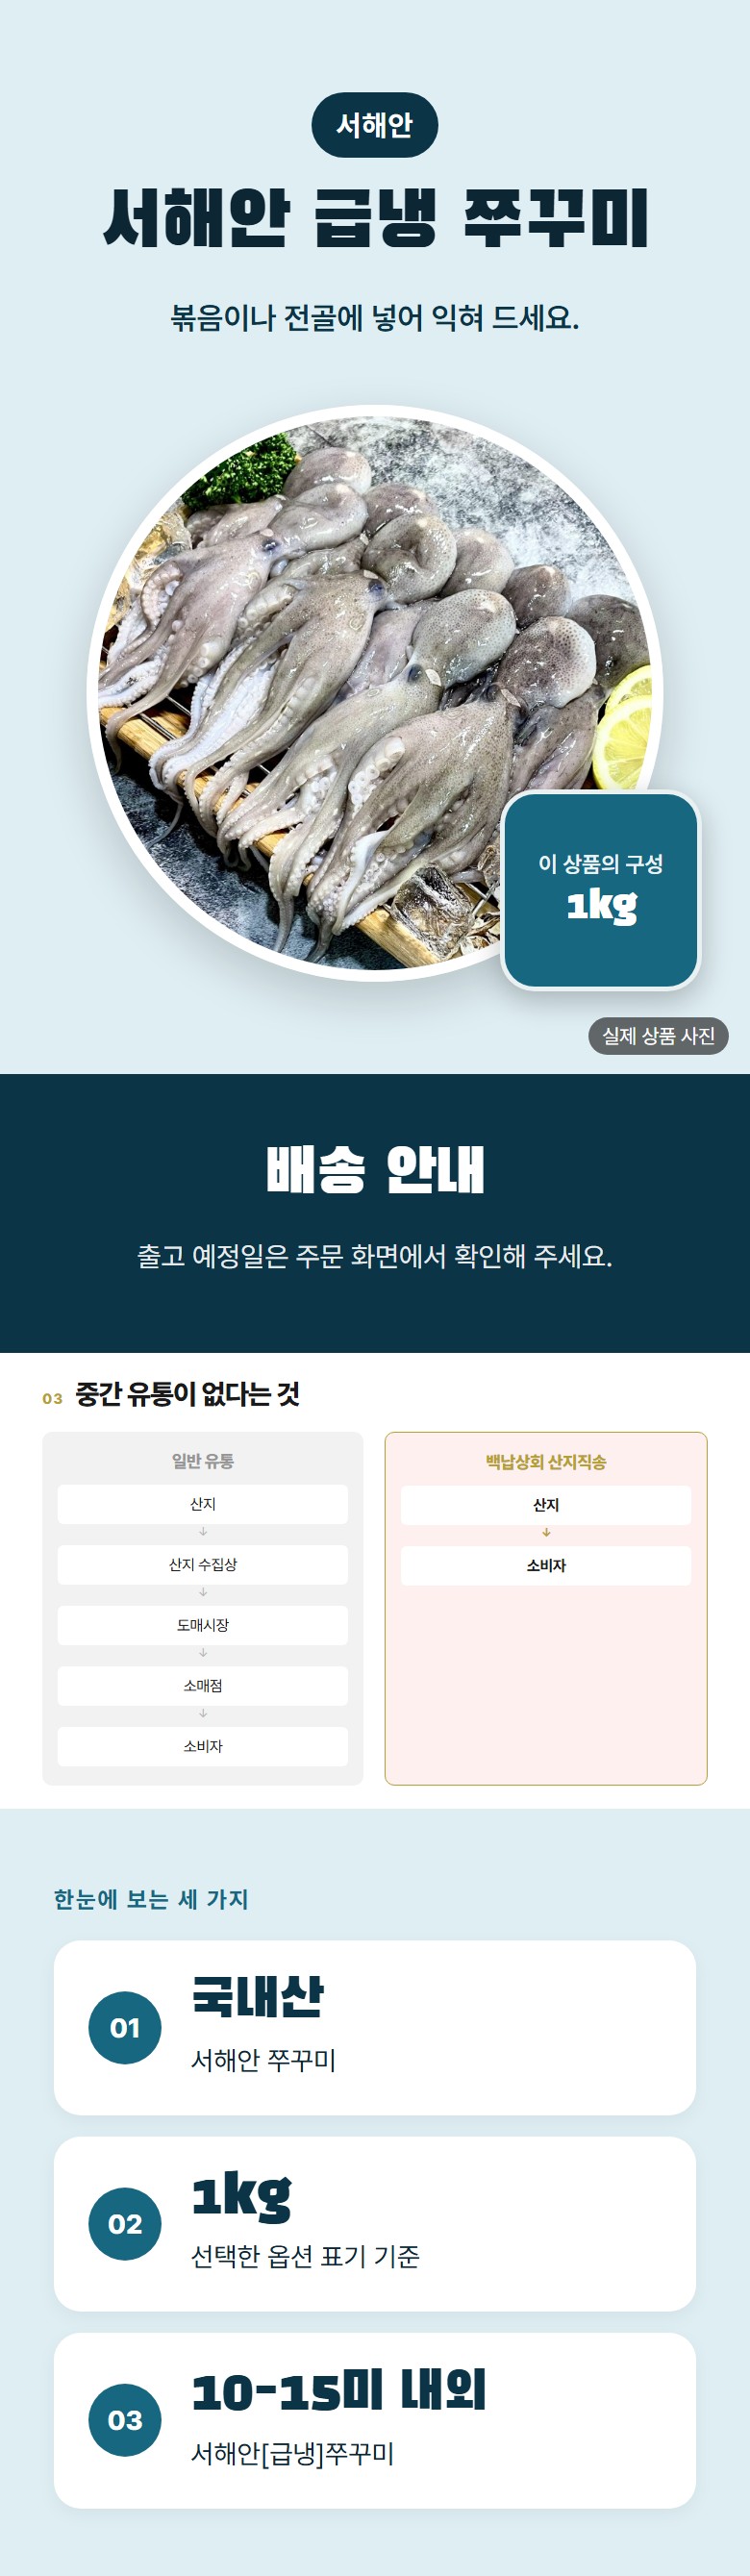 서해안
서해안 급냉 쭈꾸미
볶음이나 전골에 넣어 익혀 드세요.
이 상품의 구성
1kg
실제 상품 사진
배송 안내
출고 예정일은 주문 화면에서 확인해 주세요.
03 중간 유통이 없다는 것
일반 유통
산지
↓
산지 수집상
↓
도매시장
↓
소매점
↓
소비자
백납상회 산지직송
산지
↓
소비자
한눈에 보는 세 가지
01
국내산
서해안 쭈꾸미
02
1kg
선택한 옵션 표기 기준
03
10-15미 내외
서해안[급냉]쭈꾸미